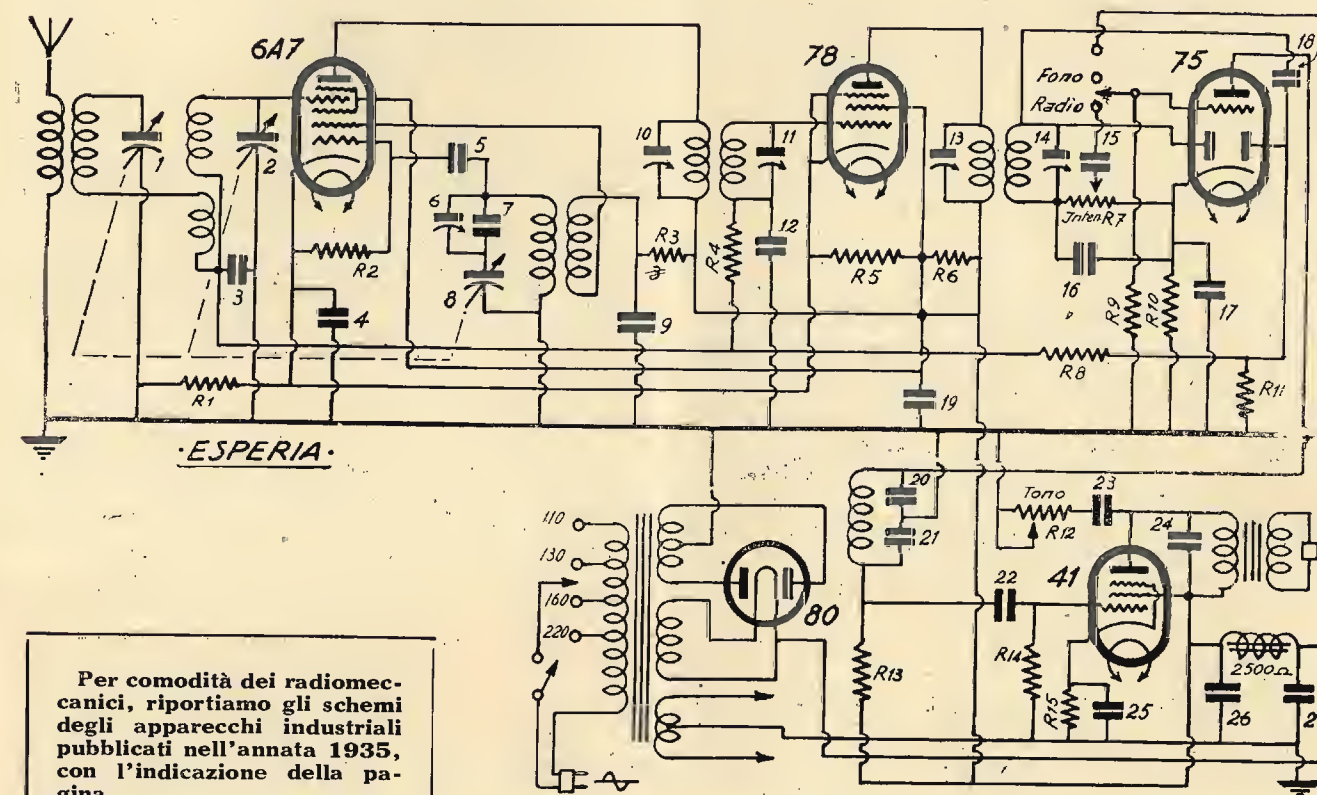 6A7
78
75
18
Fono
Radio
1
2
5
10
11
13
14
15
6
7
3
R2
R3
R4
12
R5
R6
Inten R7
8
16
4
9
R9
R10
17
R8
R1
19
R11
·ESPERIA·
110
130
160
220
80
20
21
Tono
R12
23
24
22
41
R13
R14
R15
25
2500Ω
26
Per comodità dei radiomec-
canici, riportiamo gli schemi
degli apparecchi industriali
pubblicati nell'annata 1935,
con l'indicazione della pa-
gina